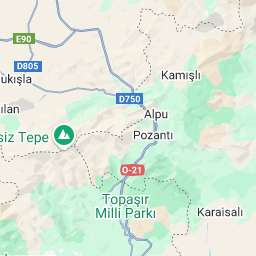 E90
D805
ukışla
Kamışlı
D750
Alpu
ılan
siz Tepe
Pozantı
O-21
Topaşır
Milli Parkı
Karaisalı